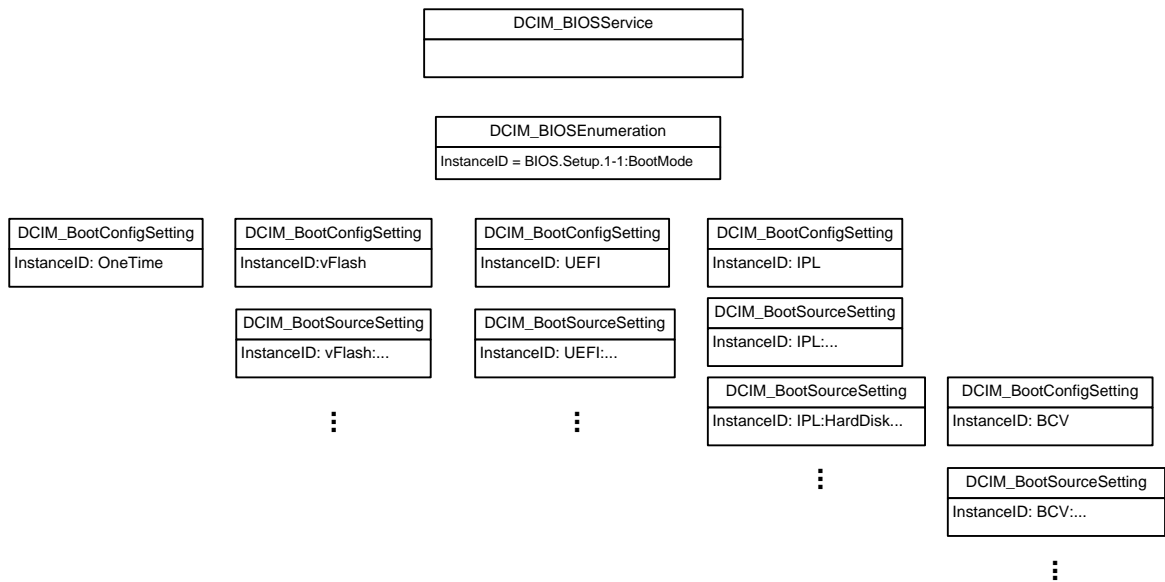 DCIM_BIOSService
DCIM_BIOSEnumeration
InstanceID = BIOS.Setup.1-1:BootMode
DCIM_BootConfigSetting
InstanceID: OneTime
DCIM_BootConfigSetting
InstanceID:vFlash
DCIM_BootConfigSetting
InstanceID: UEFI
DCIM_BootConfigSetting
InstanceID: IPL
DCIM_BootSourceSetting
InstanceID: vFlash:...
DCIM_BootSourceSetting
InstanceID: UEFI:...
DCIM_BootSourceSetting
InstanceID: IPL:...
DCIM_BootSourceSetting
InstanceID: IPL:HardDisk...
DCIM_BootConfigSetting
InstanceID: BCV
DCIM_BootSourceSetting
InstanceID: BCV:...